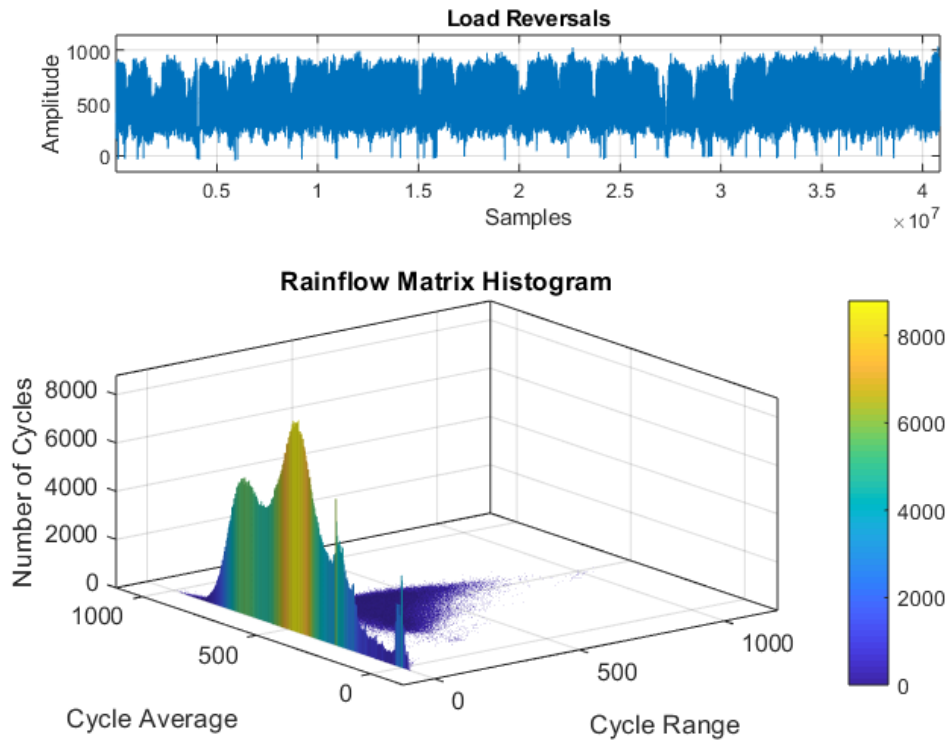 Load Reversals
1000
500
0
Amplitude
0.5 1 1.5 2 2.5 3 3.5 4
Samples
×10⁷
Rainflow Matrix Histogram
8000
6000
4000
2000
0
Number of Cycles
1000
500
0
Cycle Average
0
500
1000
Cycle Range
8000
6000
4000
2000
0